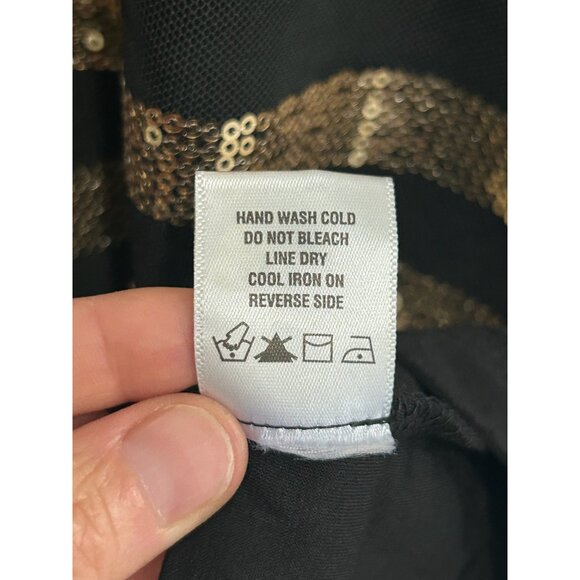 HAND WASH COLD
DO NOT BLEACH
LINE DRY
COOL IRON ON
REVERSE SIDE